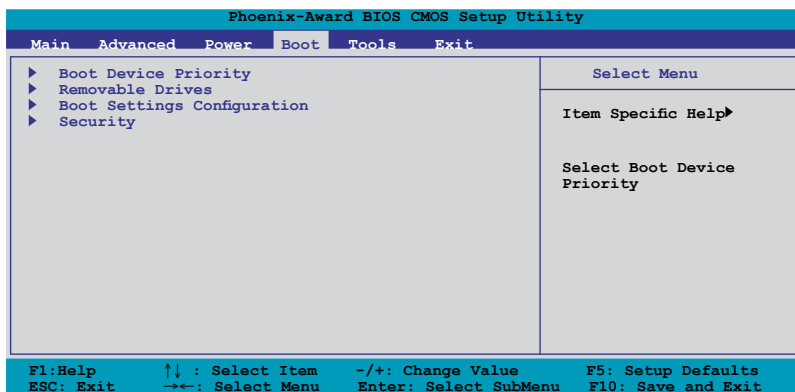 Phoenix-Award BIOS CMOS Setup Utility
Main Advanced Power Boot Tools Exit
Boot Device Priority
Removable Drives
Boot Settings Configuration
Security
Select Menu
Item Specific Help
Select Boot Device
Priority
F1:Help ↑↓ : Select Item -/+: Change Value F5: Setup Defaults
ESC: Exit →←: Select Menu Enter: Select SubMenu F10: Save and Exit